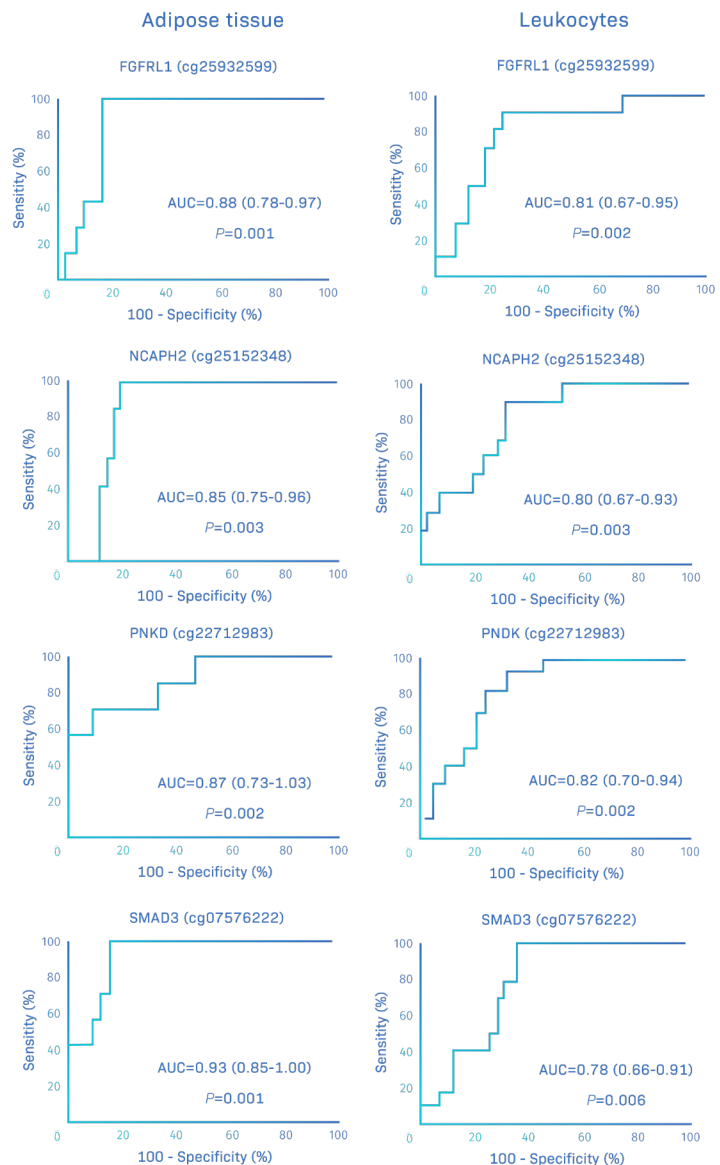 Adipose tissue
Leukocytes
FGFRL1 (cg25932599)
Sensitity (%)
100
80
60
40
20
0
20
40
60
80
100
AUC=0.88 (0.78-0.97)
P=0.001
100 - Specificity (%)
FGFRL1 (cg25932599)
Sensitity (%)
100
80
60
40
20
0
20
40
60
80
100
AUC=0.81 (0.67-0.95)
P=0.002
100 - Specificity (%)
NCAPH2 (cg25152348)
Sensitity (%)
100
80
60
40
20
0
20
40
60
80
100
AUC=0.85 (0.75-0.96)
P=0.003
100 - Specificity (%)
NCAPH2 (cg25152348)
Sensitity (%)
100
80
60
40
20
0
20
40
60
80
100
AUC=0.80 (0.67-0.93)
P=0.003
100 - Specificity (%)
PNKD (cg22712983)
Sensitity (%)
100
80
60
40
20
0
20
40
60
80
100
AUC=0.87 (0.73-1.03)
P=0.002
100 - Specificity (%)
PNDK (cg22712983)
Sensitity (%)
100
80
60
40
20
0
20
40
60
80
100
AUC=0.82 (0.70-0.94)
P=0.002
100 - Specificity (%)
SMAD3 (cg07576222)
Sensitity (%)
100
80
60
40
20
0
20
40
60
80
100
AUC=0.93 (0.85-1.00)
P=0.001
100 - Specificity (%)
SMAD3 (cg07576222)
Sensitity (%)
100
80
60
40
20
0
20
40
60
80
100
AUC=0.78 (0.66-0.91)
P=0.006
100 - Specificity (%)